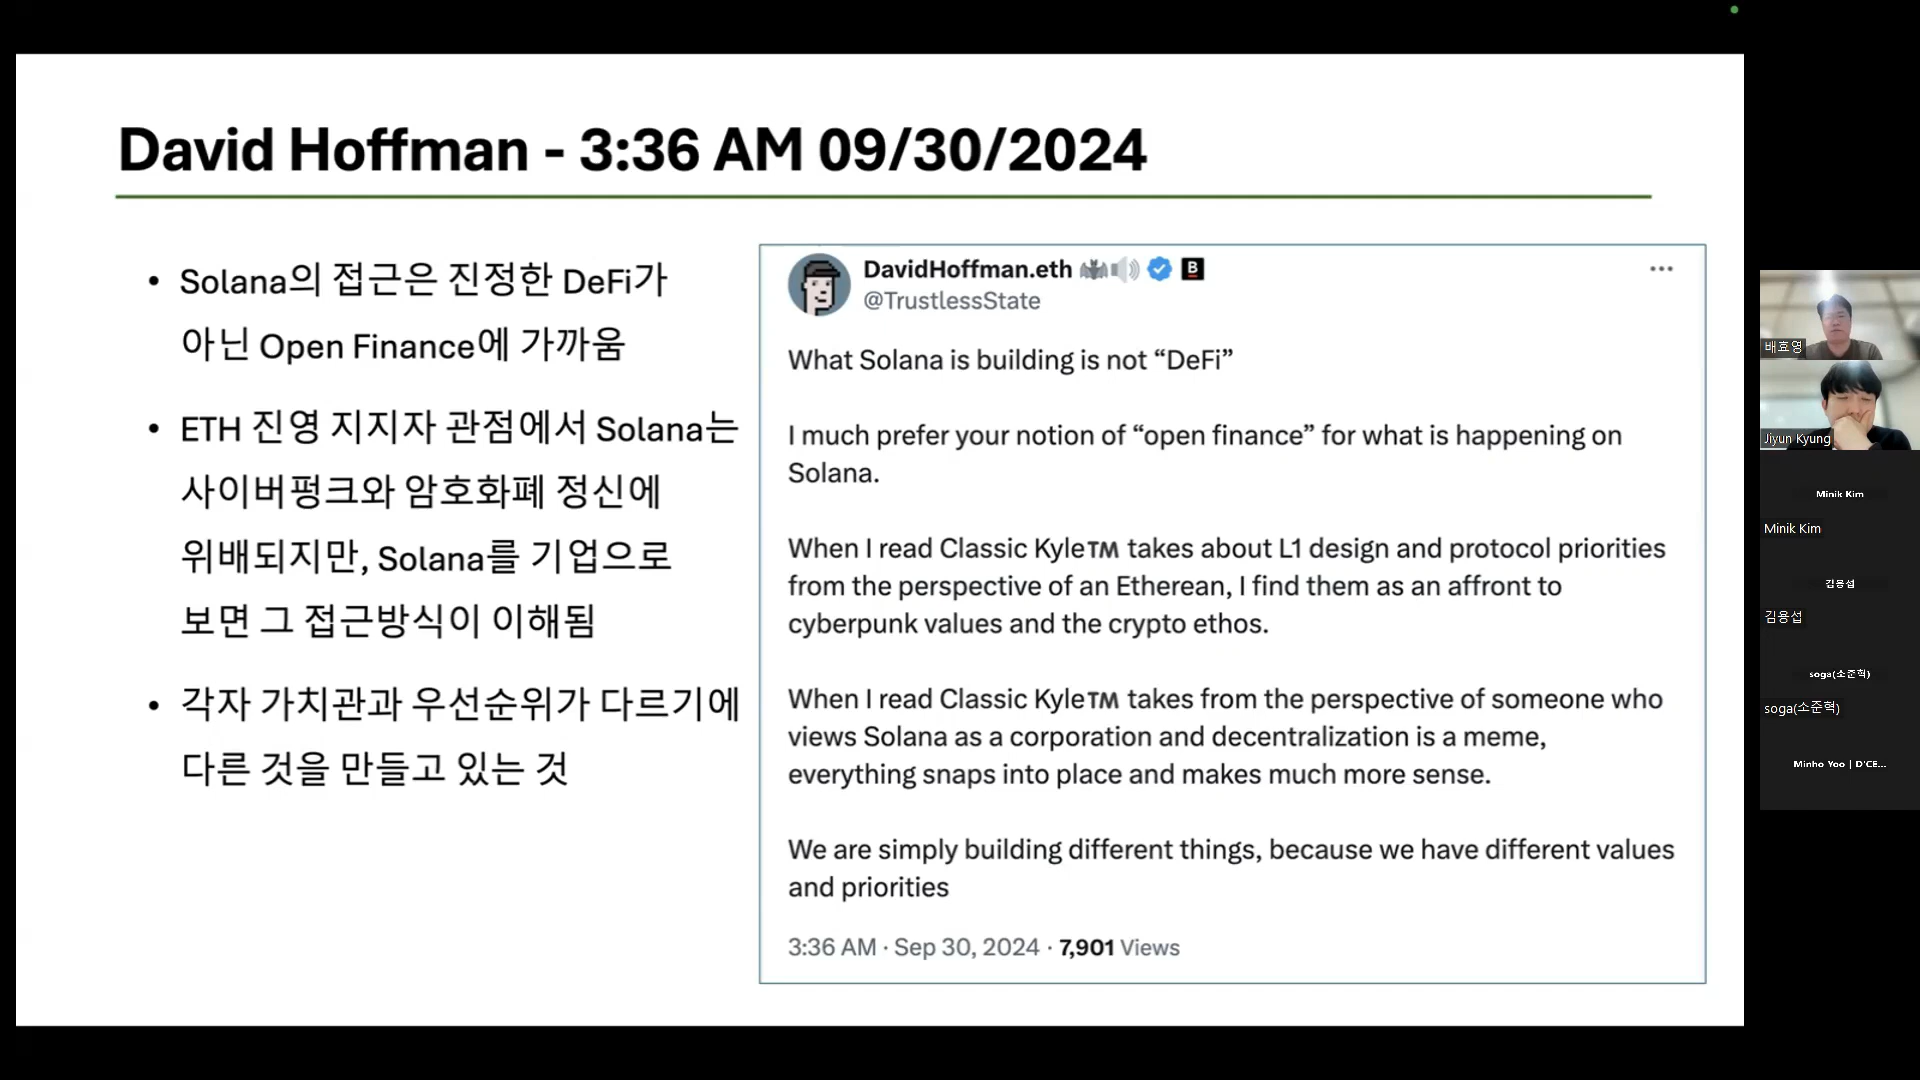 David Hoffman - 3:36 AM 09/30/2024
• Solana의 접근은 진정한 DeFi가
아닌 Open Finance에 가까움
• ETH 진영 지지자 관점에서 Solana는
사이버펑크와 암호화폐 정신에
위배되지만, Solana를 기업으로
보면 그 접근방식이 이해됨
• 각자 가치관과 우선순위가 다르기에
다른 것을 만들고 있는 것
DavidHoffman.eth
@TrustlessState
What Solana is building is not “DeFi”
I much prefer your notion of “open finance” for what is happening on
Solana.
When I read Classic Kyle™ takes about L1 design and protocol priorities
from the perspective of an Etherean, I find them as an affront to
cyberpunk values and the crypto ethos.
When I read Classic Kyle™ takes from the perspective of someone who
views Solana as a corporation and decentralization is a meme,
everything snaps into place and makes much more sense.
We are simply building different things, because we have different values
and priorities
3:36 AM · Sep 30, 2024 · 7,901 Views
배효영
Jiyun Kyung
Minik Kim
Minik Kim
김용섭
김용섭
soga(소준혁)
soga(소준혁)
Minho Yoo | D'CE...